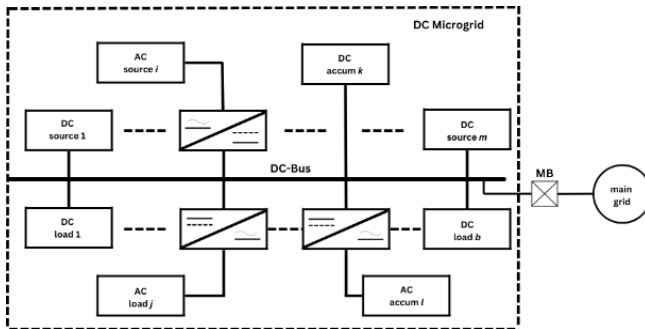 DC Microgrid
AC
source i
DC
accum k
DC
source 1
DC
source m
DC-Bus
MB
main
grid
DC
load 1
DC
load b
AC
load j
AC
accum l